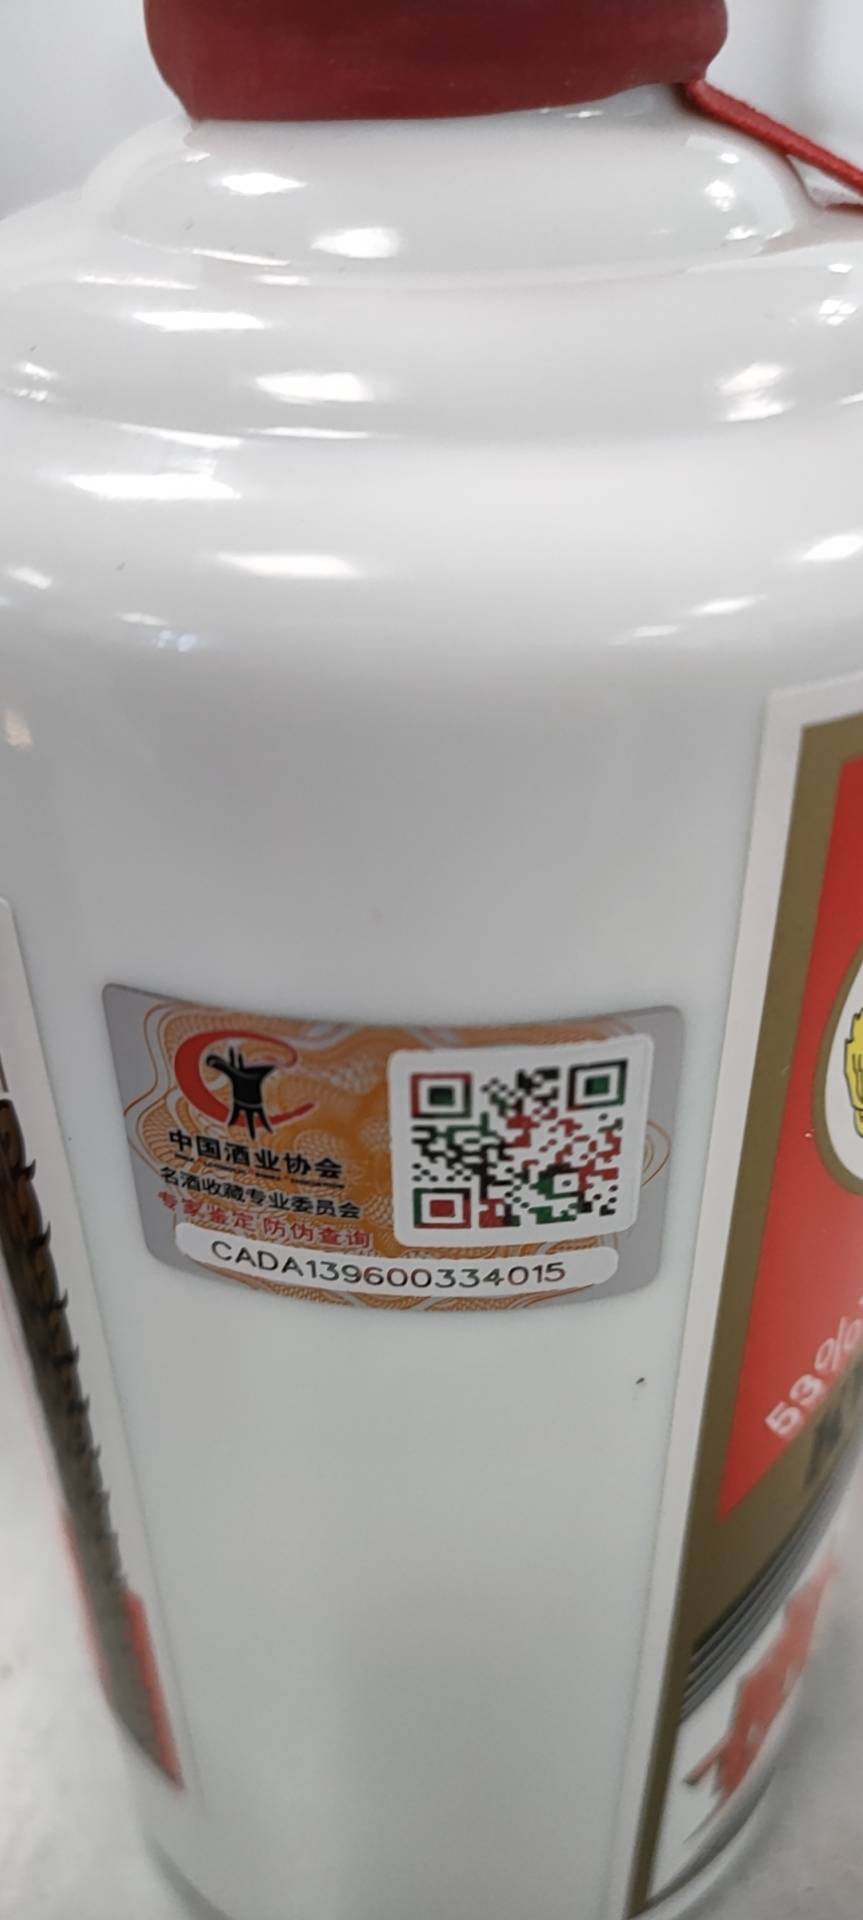 中国酒业协会
名酒收藏专业委员会
专家鉴定 防伪查询
CADA139600334015
53%